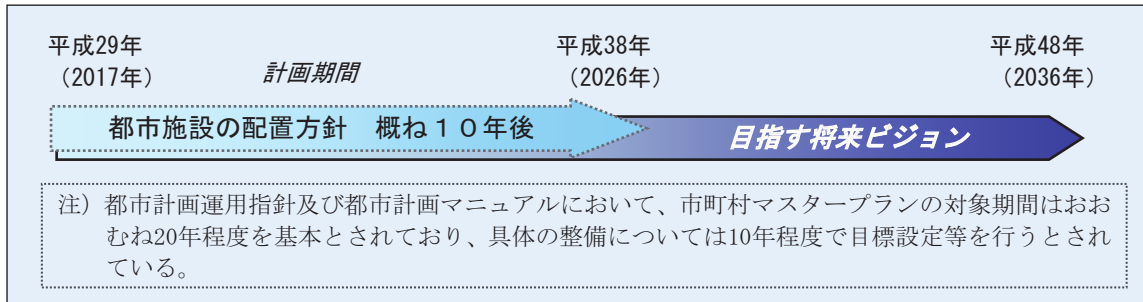 平成29年
（2017年）
計画期間
平成38年
（2026年）
平成48年
（2036年）
都市施設の配置方針　概ね１０年後
目指す将来ビジョン
注）都市計画運用指針及び都市計画マニュアルにおいて、市町村マスタープランの対象期間はおお
むね20年程度を基本とされており、具体の整備については10年程度で目標設定等を行うとされ
ている。